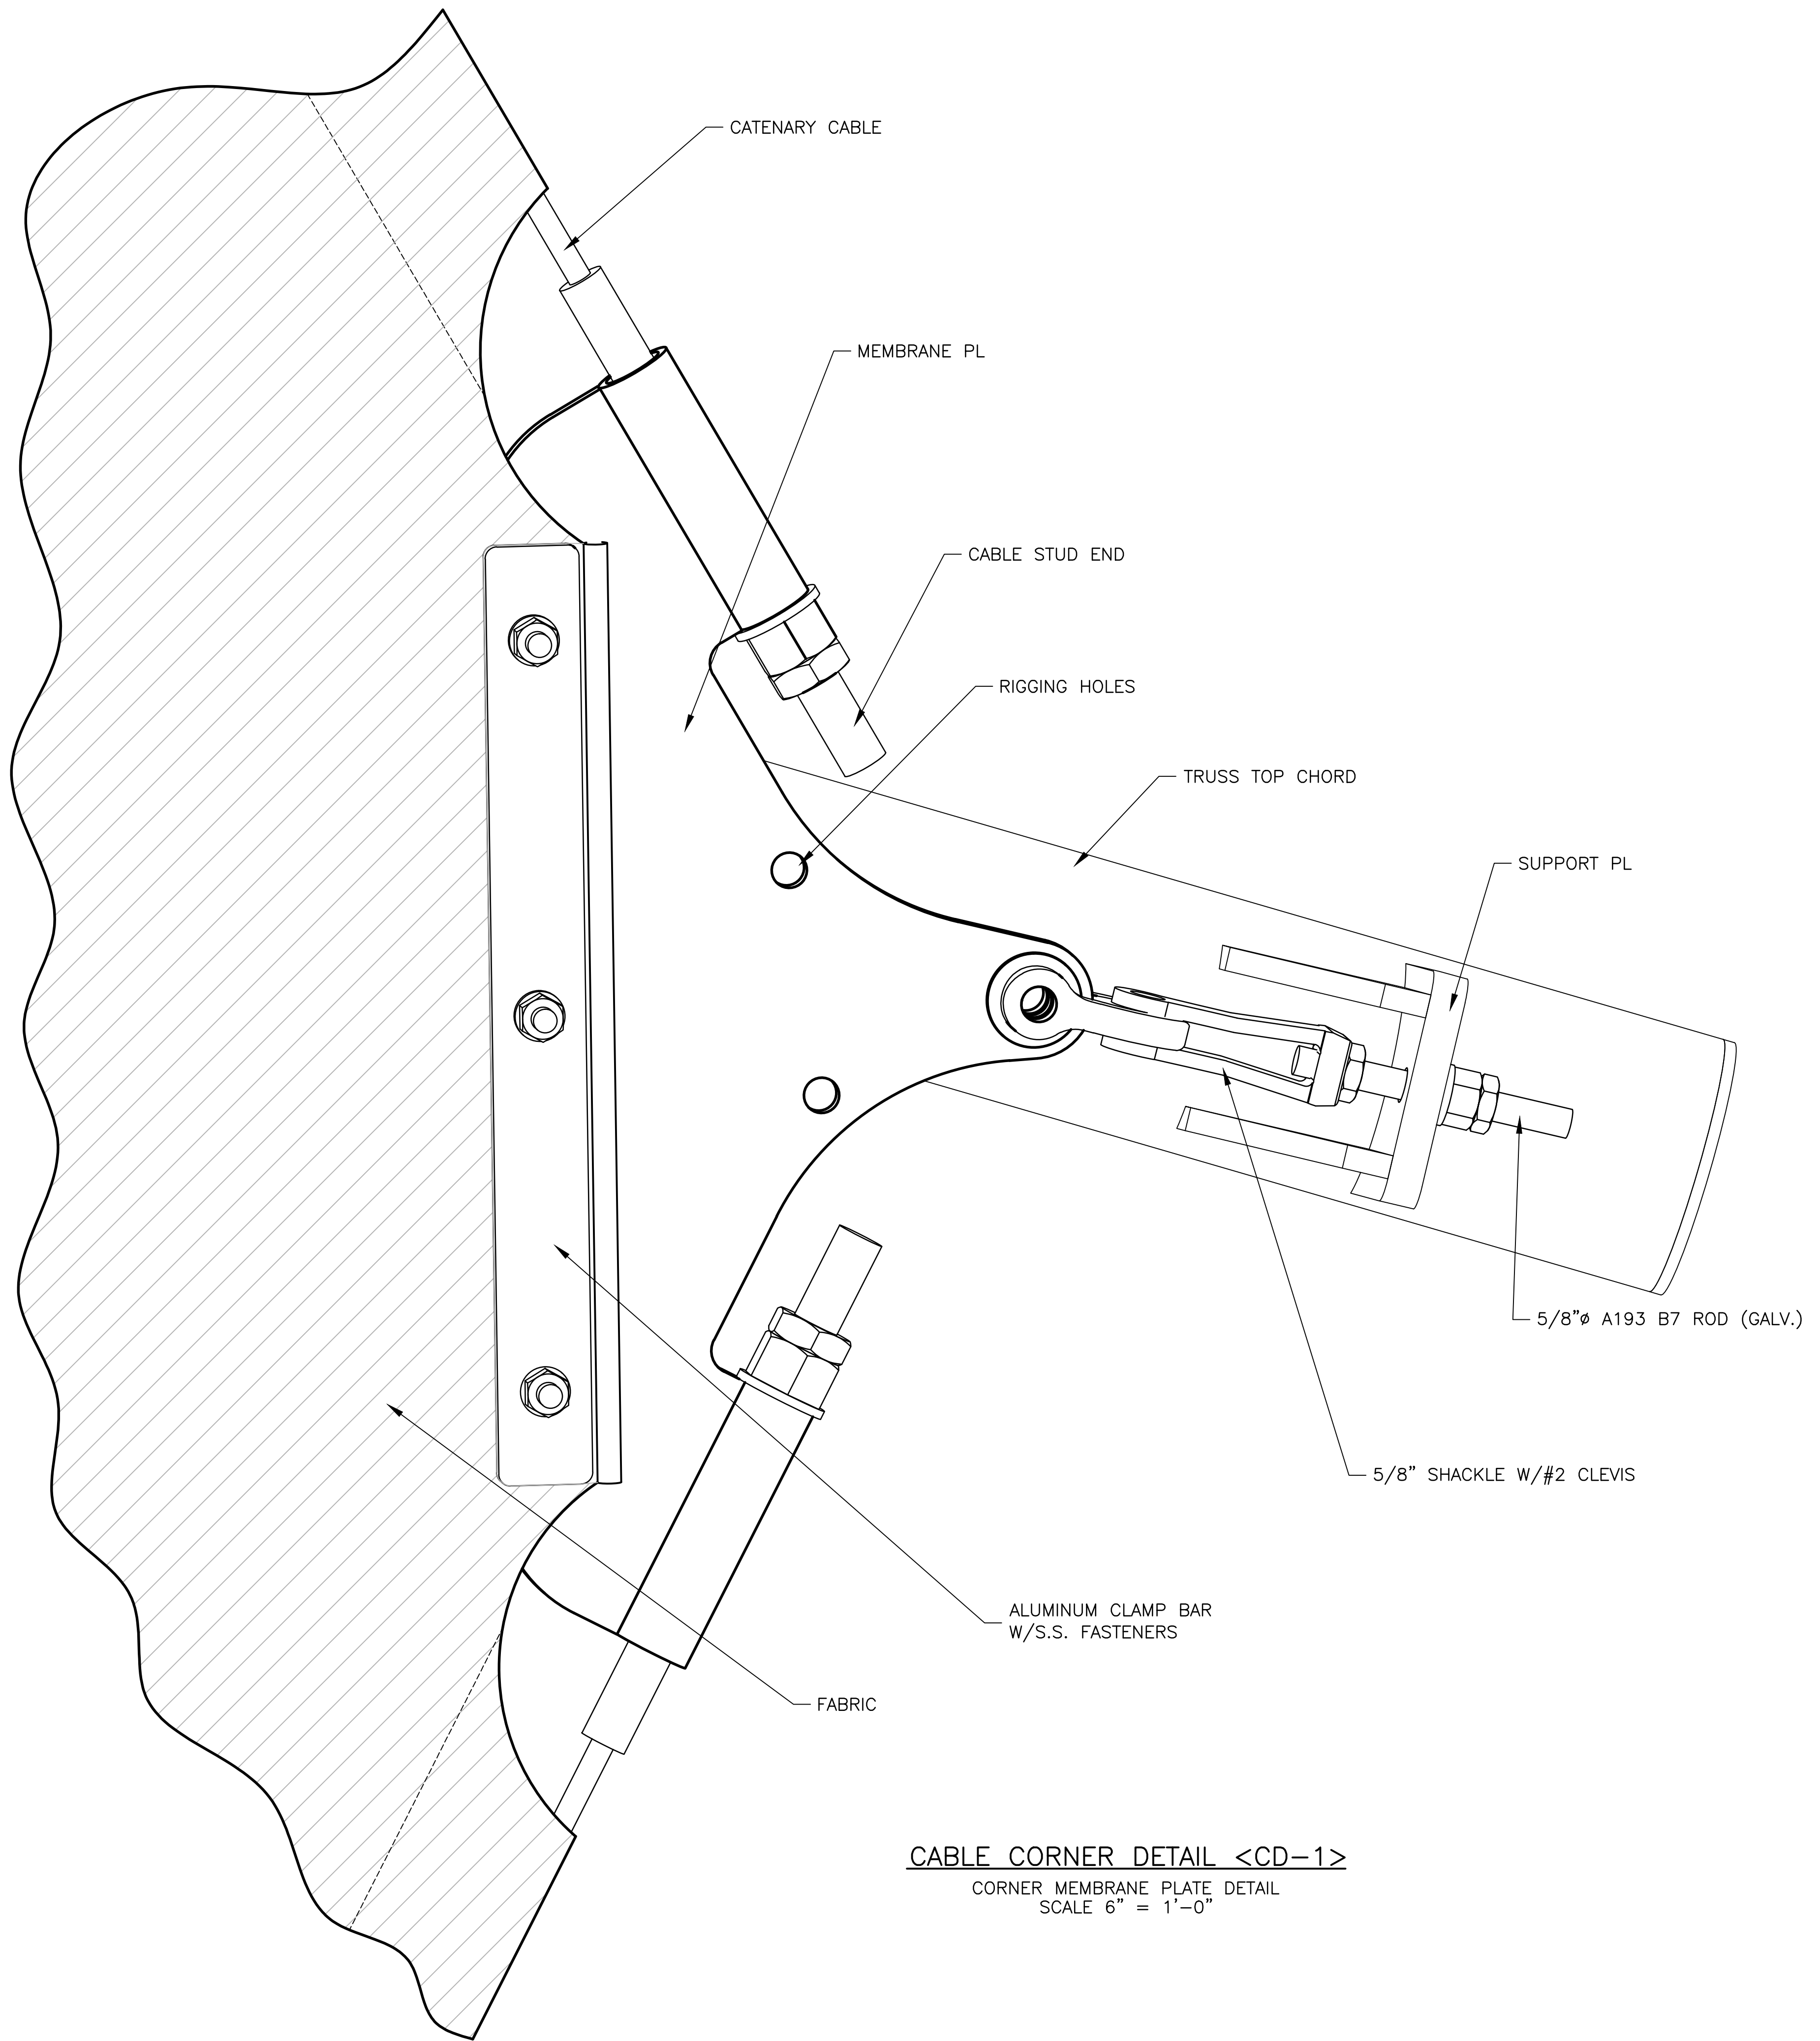 CATENARY CABLE
MEMBRANE PL
CABLE STUD END
RIGGING HOLES
TRUSS TOP CHORD
SUPPORT PL
5/8"ø A193 B7 ROD (GALV.)
5/8" SHACKLE W/#2 CLEVIS
ALUMINUM CLAMP BAR
W/S.S. FASTENERS
FABRIC
CABLE CORNER DETAIL <CD-1>
CORNER MEMBRANE PLATE DETAIL
SCALE 6" = 1'-0"